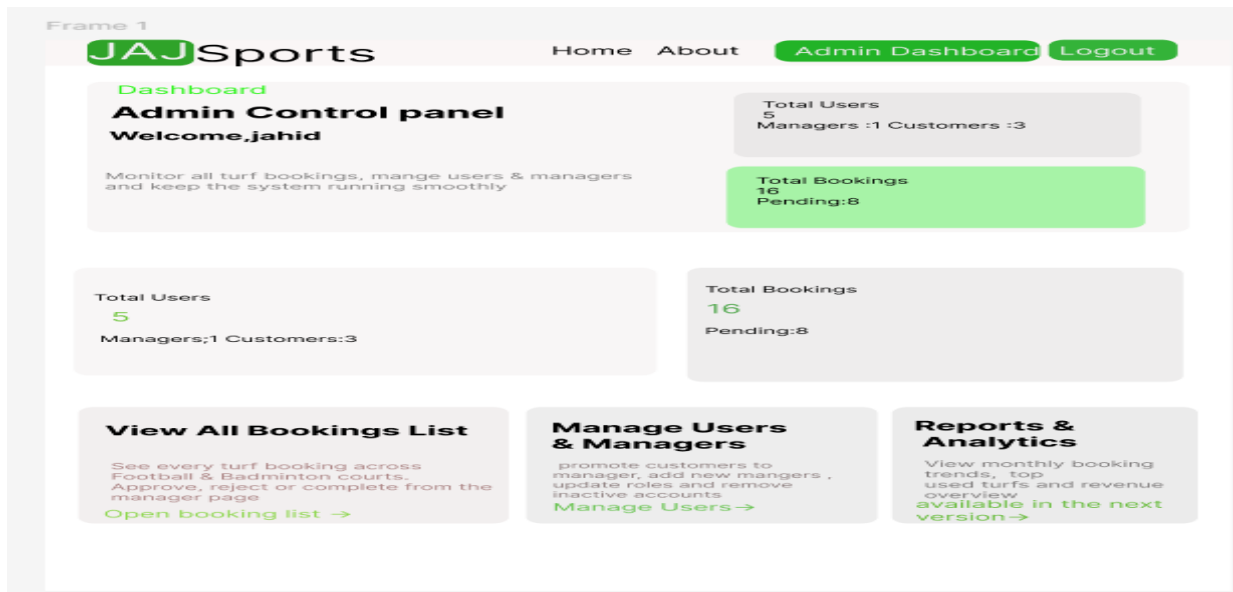 Frame 1
JAJSports Home About Admin Dashboard Logout
Dashboard
Admin Control panel
Welcome,jahid
Monitor all turf bookings, mange users & managers
and keep the system running smoothly
Total Users
5
Managers :1 Customers :3
Total Bookings
16
Pending:8
Total Users
5
Managers;1 Customers:3
Total Bookings
16
Pending:8
View All Bookings List
See every turf booking across
Football & Badminton courts.
Approve, reject or complete from the
manager page
Open booking list →
Manage Users
& Managers
promote customers to
manager, add new mangers ,
update roles and remove
inactive accounts
Manage Users→
Reports &
Analytics
View monthly booking
trends, top
used turfs and revenue
overview
available in the next
version→